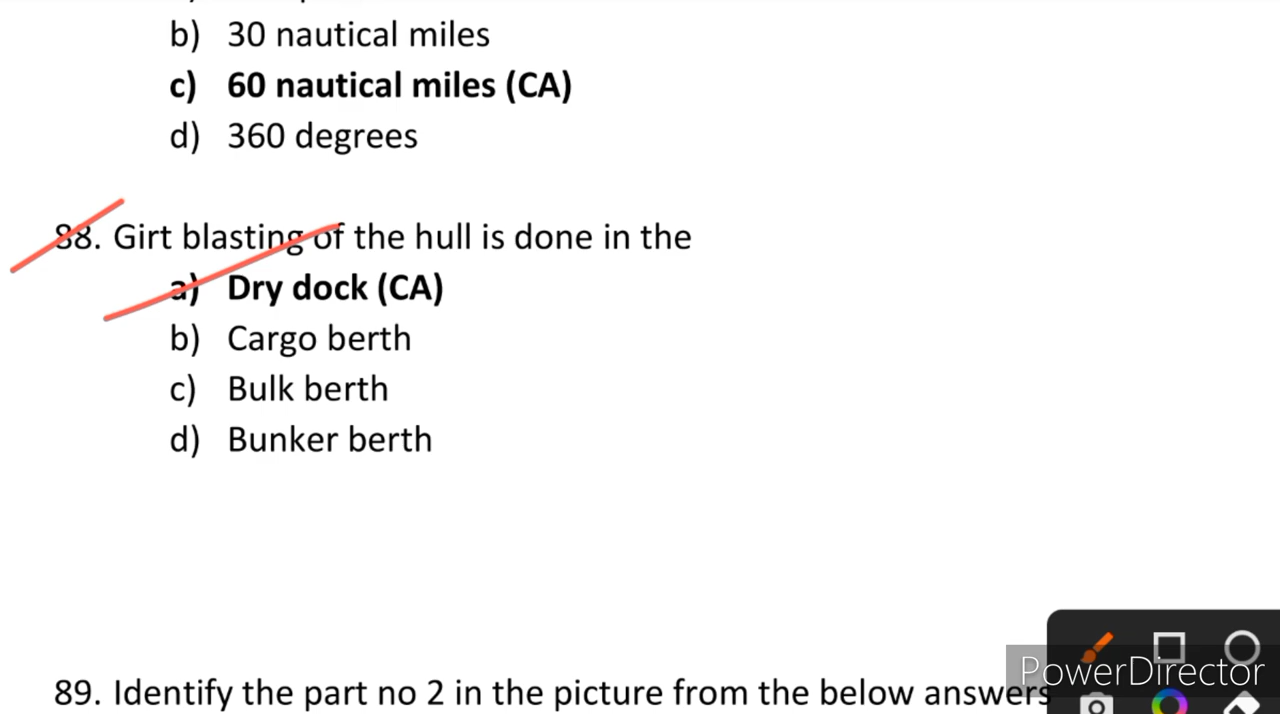 b) 30 nautical miles
c) 60 nautical miles (CA)
d) 360 degrees
88. Girt blasting of the hull is done in the
a) Dry dock (CA)
b) Cargo berth
c) Bulk berth
d) Bunker berth
89. Identify the part no 2 in the picture from the below answers
PowerDirector